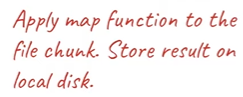 Apply map function to the
file chunk. Store result on
local disk.